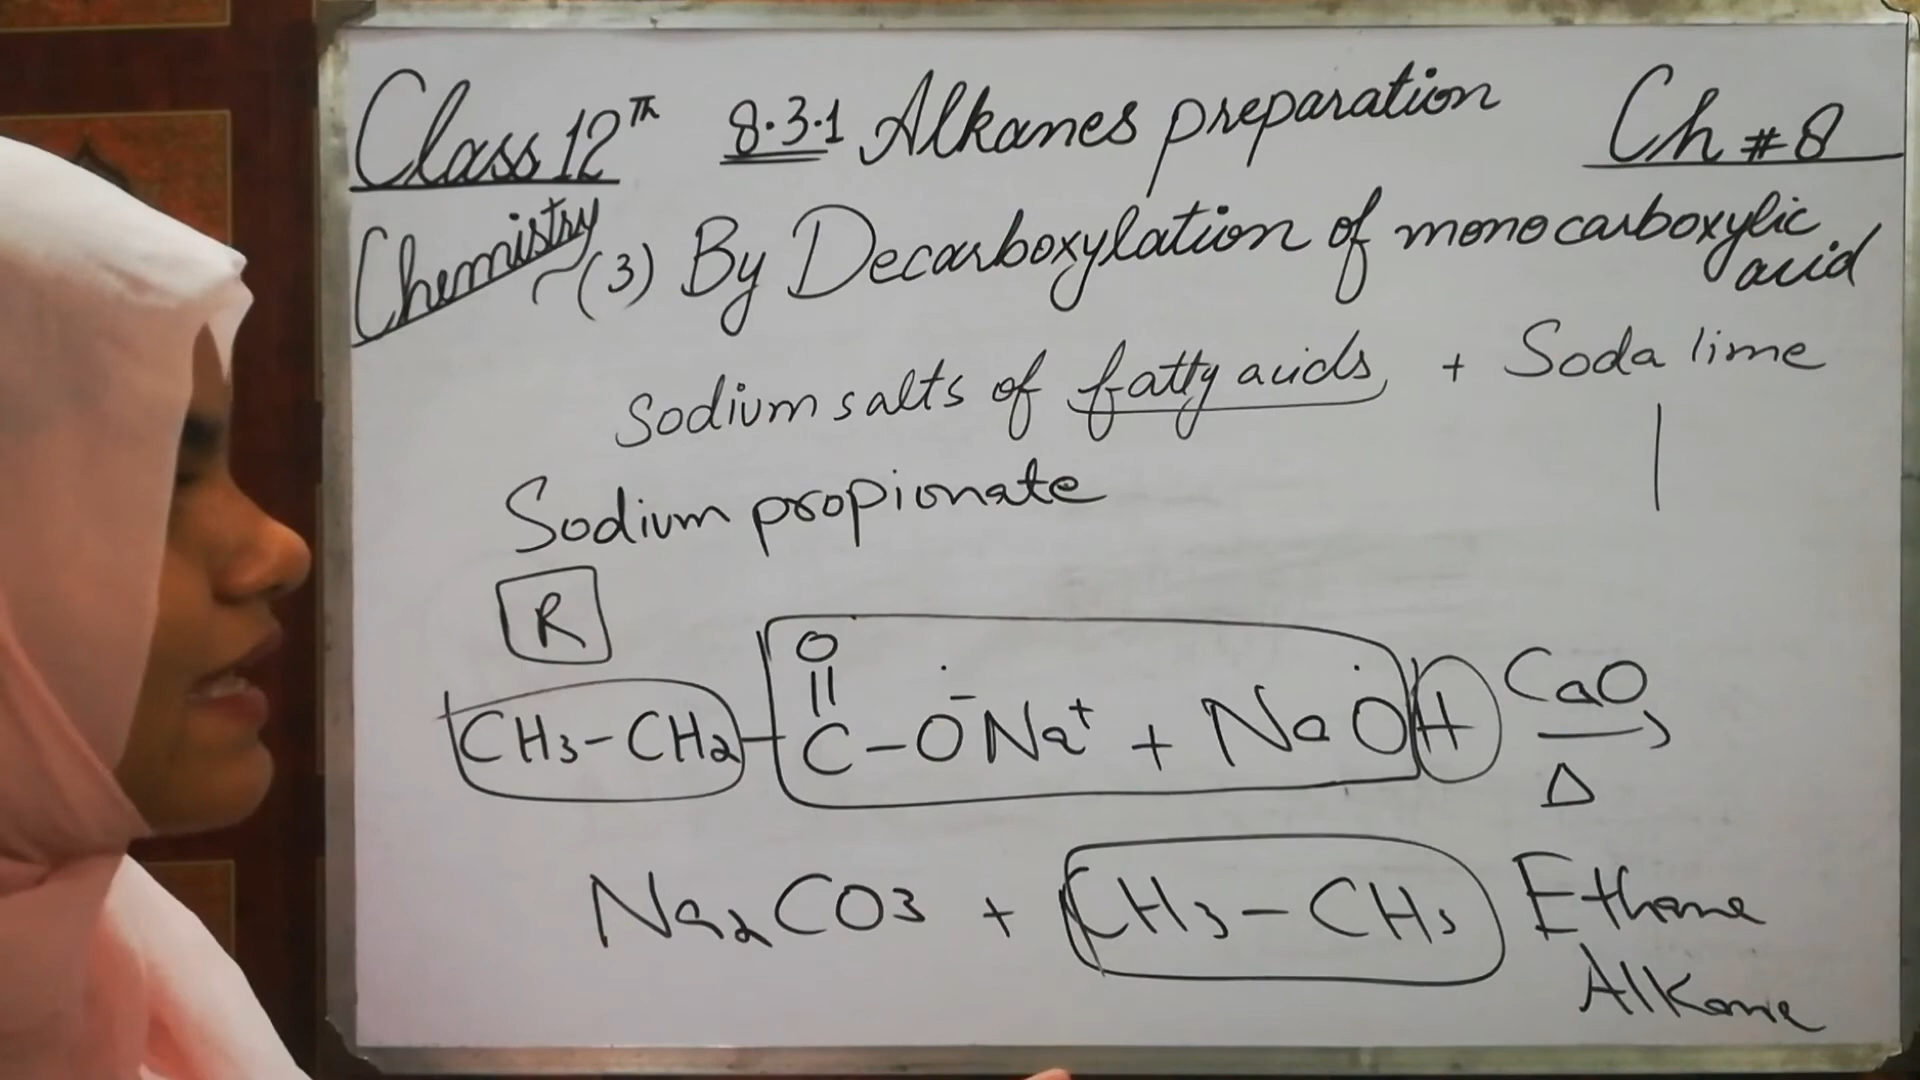 Class 12TH 8.3.1 Alkanes preparation Ch # 8
Chemistry (3) By Decarboxylation of monocarboxylic
acid
Sodium salts of fatty acids + Soda lime
Sodium propionate
R
O
||
CH3-CH2-C-O⁻Na⁺ + NaOH CaO
→
Δ
Na2CO3 + CH3-CH3 Ethane
Alkane